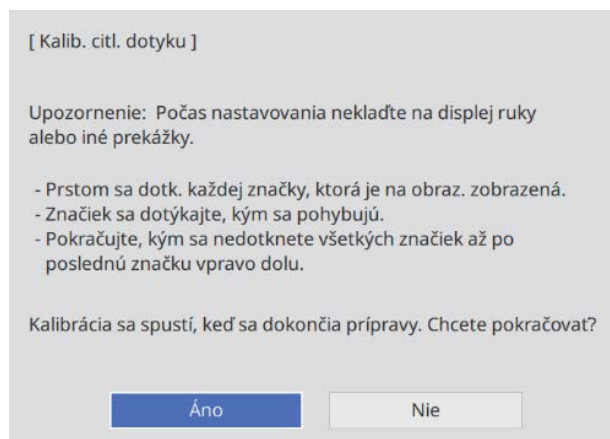 [ Kalib. citl. dotyku ]
Upozornenie: Počas nastavovania neklaďte na displej ruky
alebo iné prekážky.
- Prstom sa dotk. každej značky, ktorá je na obraz. zobrazená.
- Značiek sa dotýkajte, kým sa pohybujú.
- Pokračujte, kým sa nedotknete všetkých značiek až po
poslednú značku vpravo dolu.
Kalibrácia sa spustí, keď sa dokončia prípravy. Chcete pokračovať?
Áno
Nie